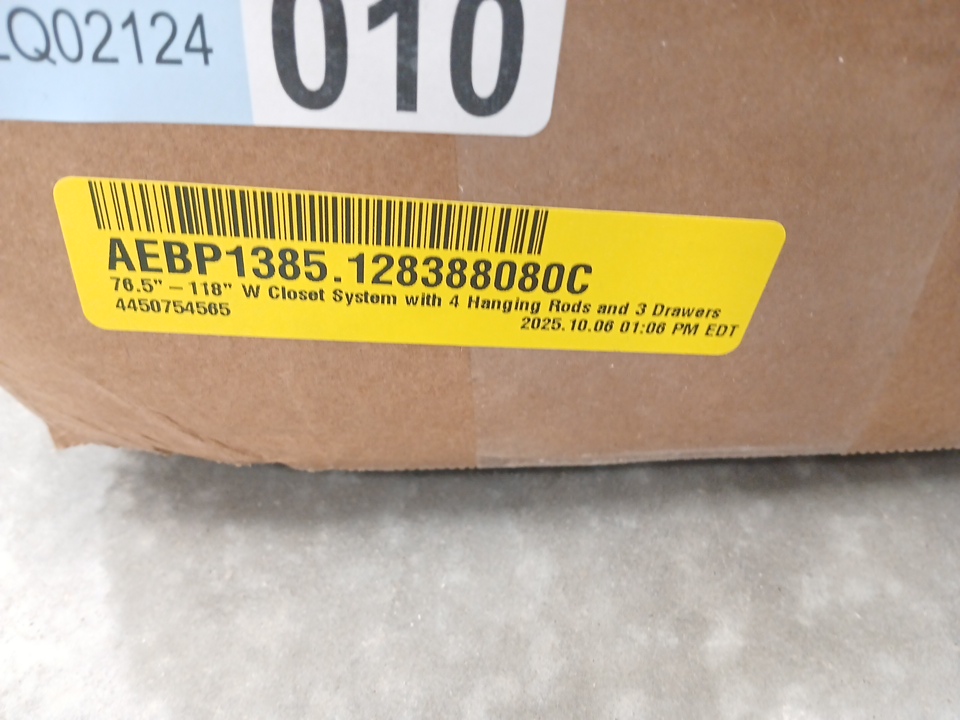 LQ02124
010
AEBP1385.128388080C
76.5" – 118" W Closet System with 4 Hanging Rods and 3 Drawers
4450754565
2025.10.06 01:06 PM EDT